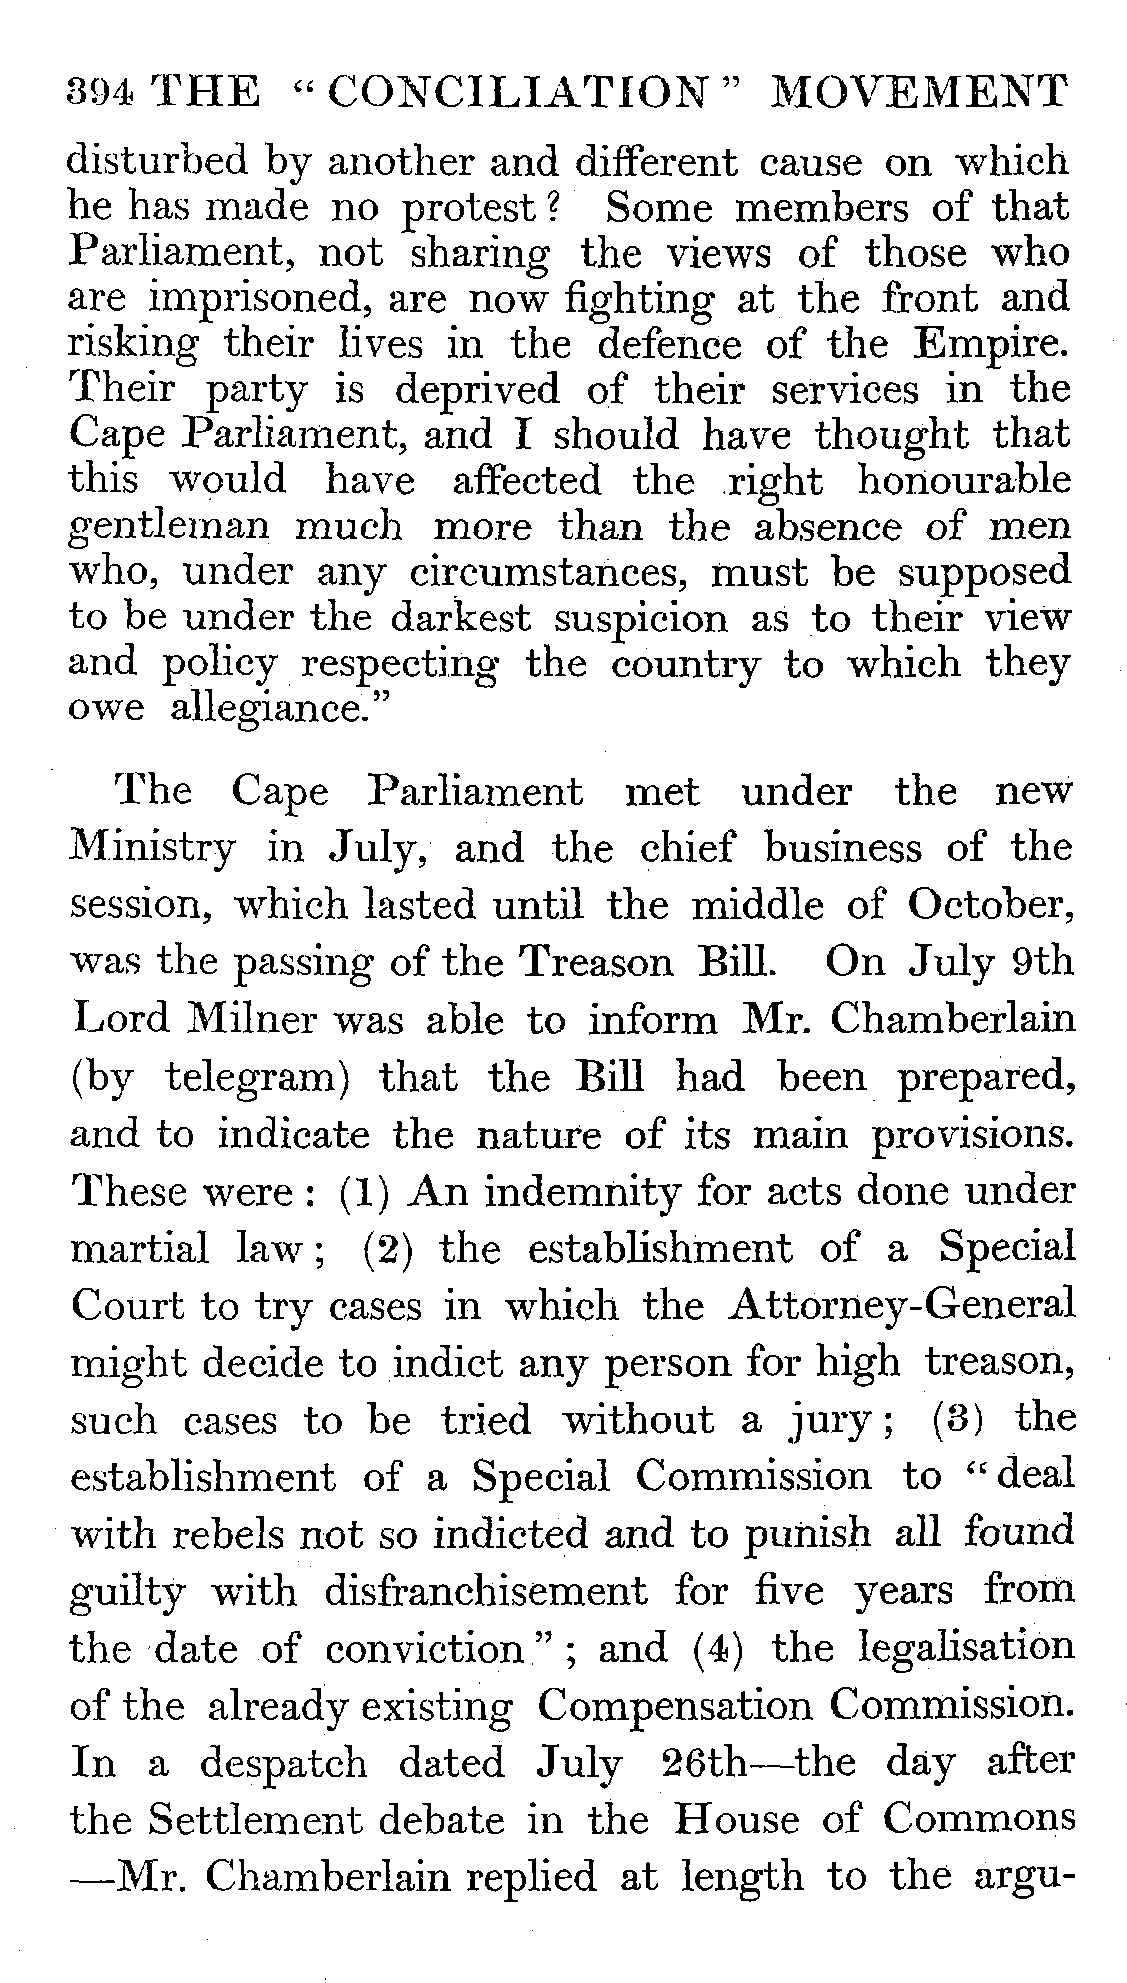 394 THE “ CONCILIATION ” MOVEMENT
disturbed by another and different cause on which
he has made no protest ? Some members of that
Parliament, not sharing the views of those who
are imprisoned, are now fighting at the front and
risking their lives in the defence of the Empire.
Their party is deprived of their services in the
Cape Parliament, and I should have thought that
this would have affected the right honourable
gentleman much more than the absence of men
who, under any circumstances, must be supposed
to be under the darkest suspicion as to their view
and policy respecting the country to which they
owe allegiance.”
The Cape Parliament met under the new
Ministry in July, and the chief business of the
session, which lasted until the middle of October,
was the passing of the Treason Bill. On July 9th
Lord Milner was able to inform Mr. Chamberlain
(by telegram) that the Bill had been prepared,
and to indicate the nature of its main provisions.
These were : (1) An indemnity for acts done under
martial law ; (2) the establishment of a Special
Court to try cases in which the Attorney-General
might decide to indict any person for high treason,
such cases to be tried without a jury ; (3) the
establishment of a Special Commission to “ deal
with rebels not so indicted and to punish all found
guilty with disfranchisement for five years from
the date of conviction ” ; and (4) the legalisation
of the already existing Compensation Commission.
In a despatch dated July 26th—the day after
the Settlement debate in the House of Commons
—Mr. Chamberlain replied at length to the argu-